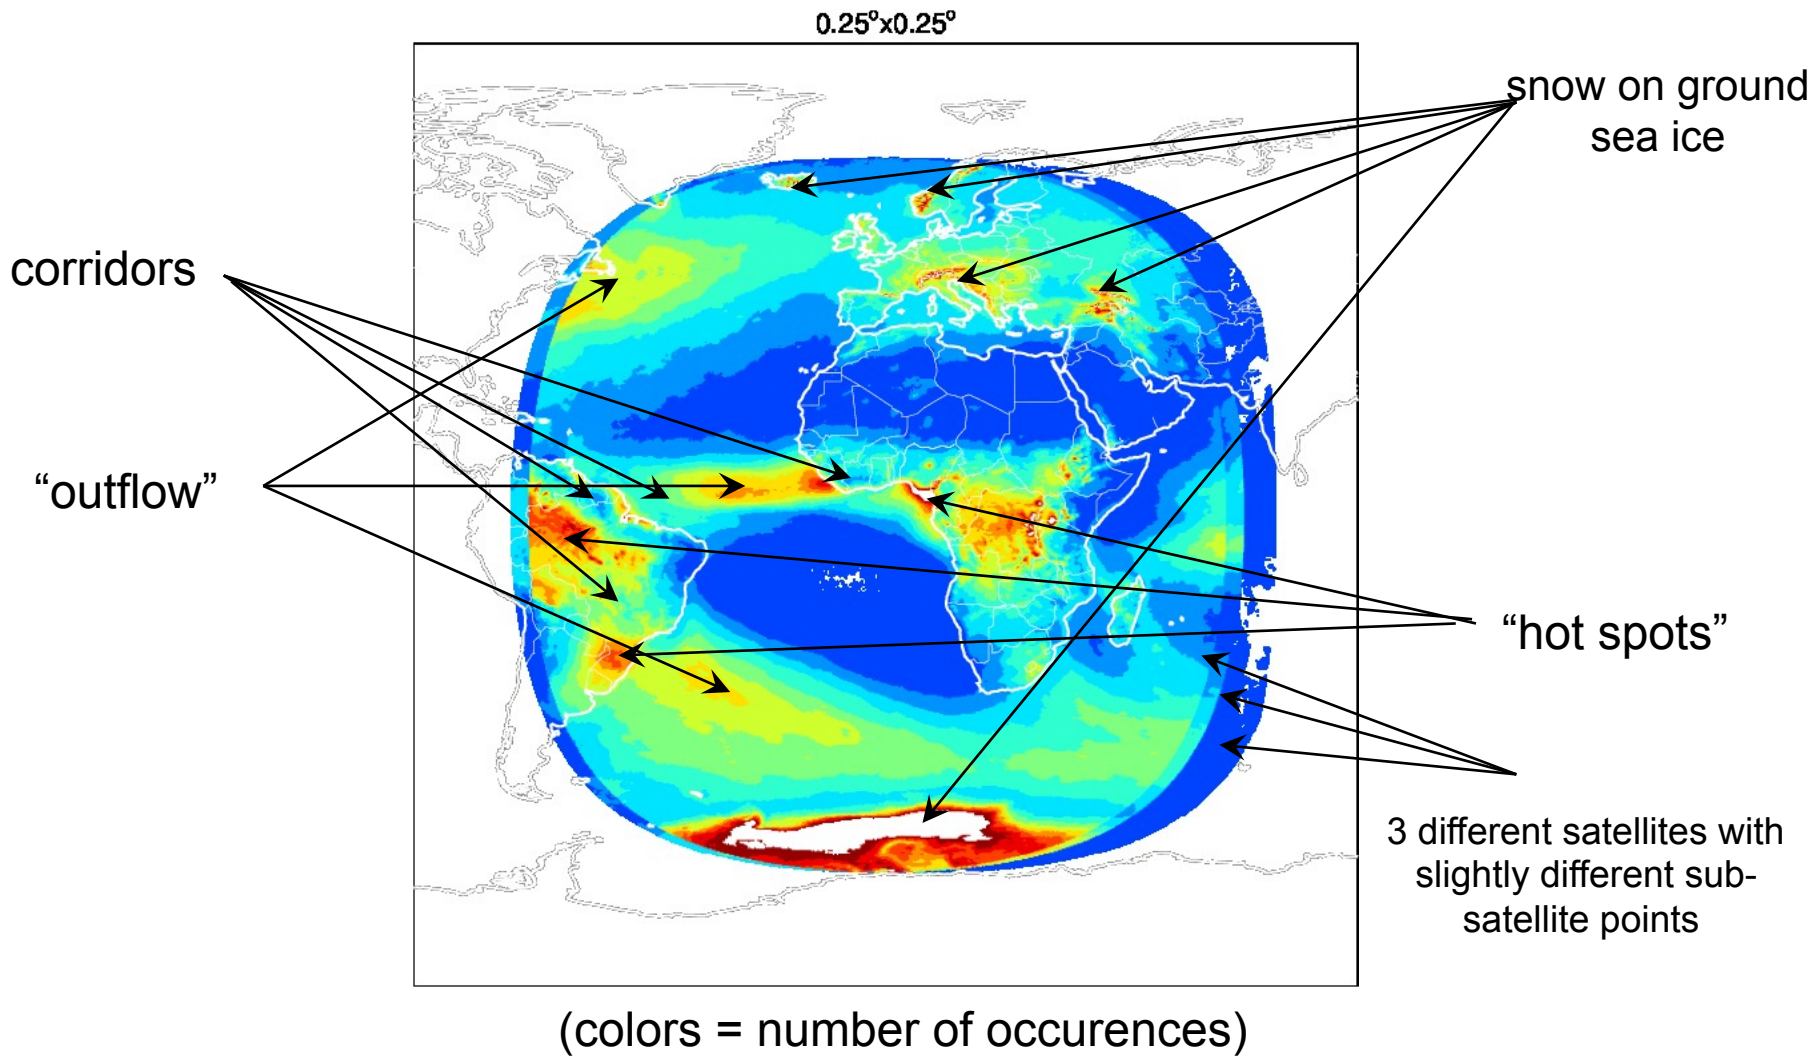 0.25°x0.25°
snow on ground
sea ice
corridors
“outflow”
“hot spots”
3 different satellites with
slightly different sub-
satellite points
(colors = number of occurences)